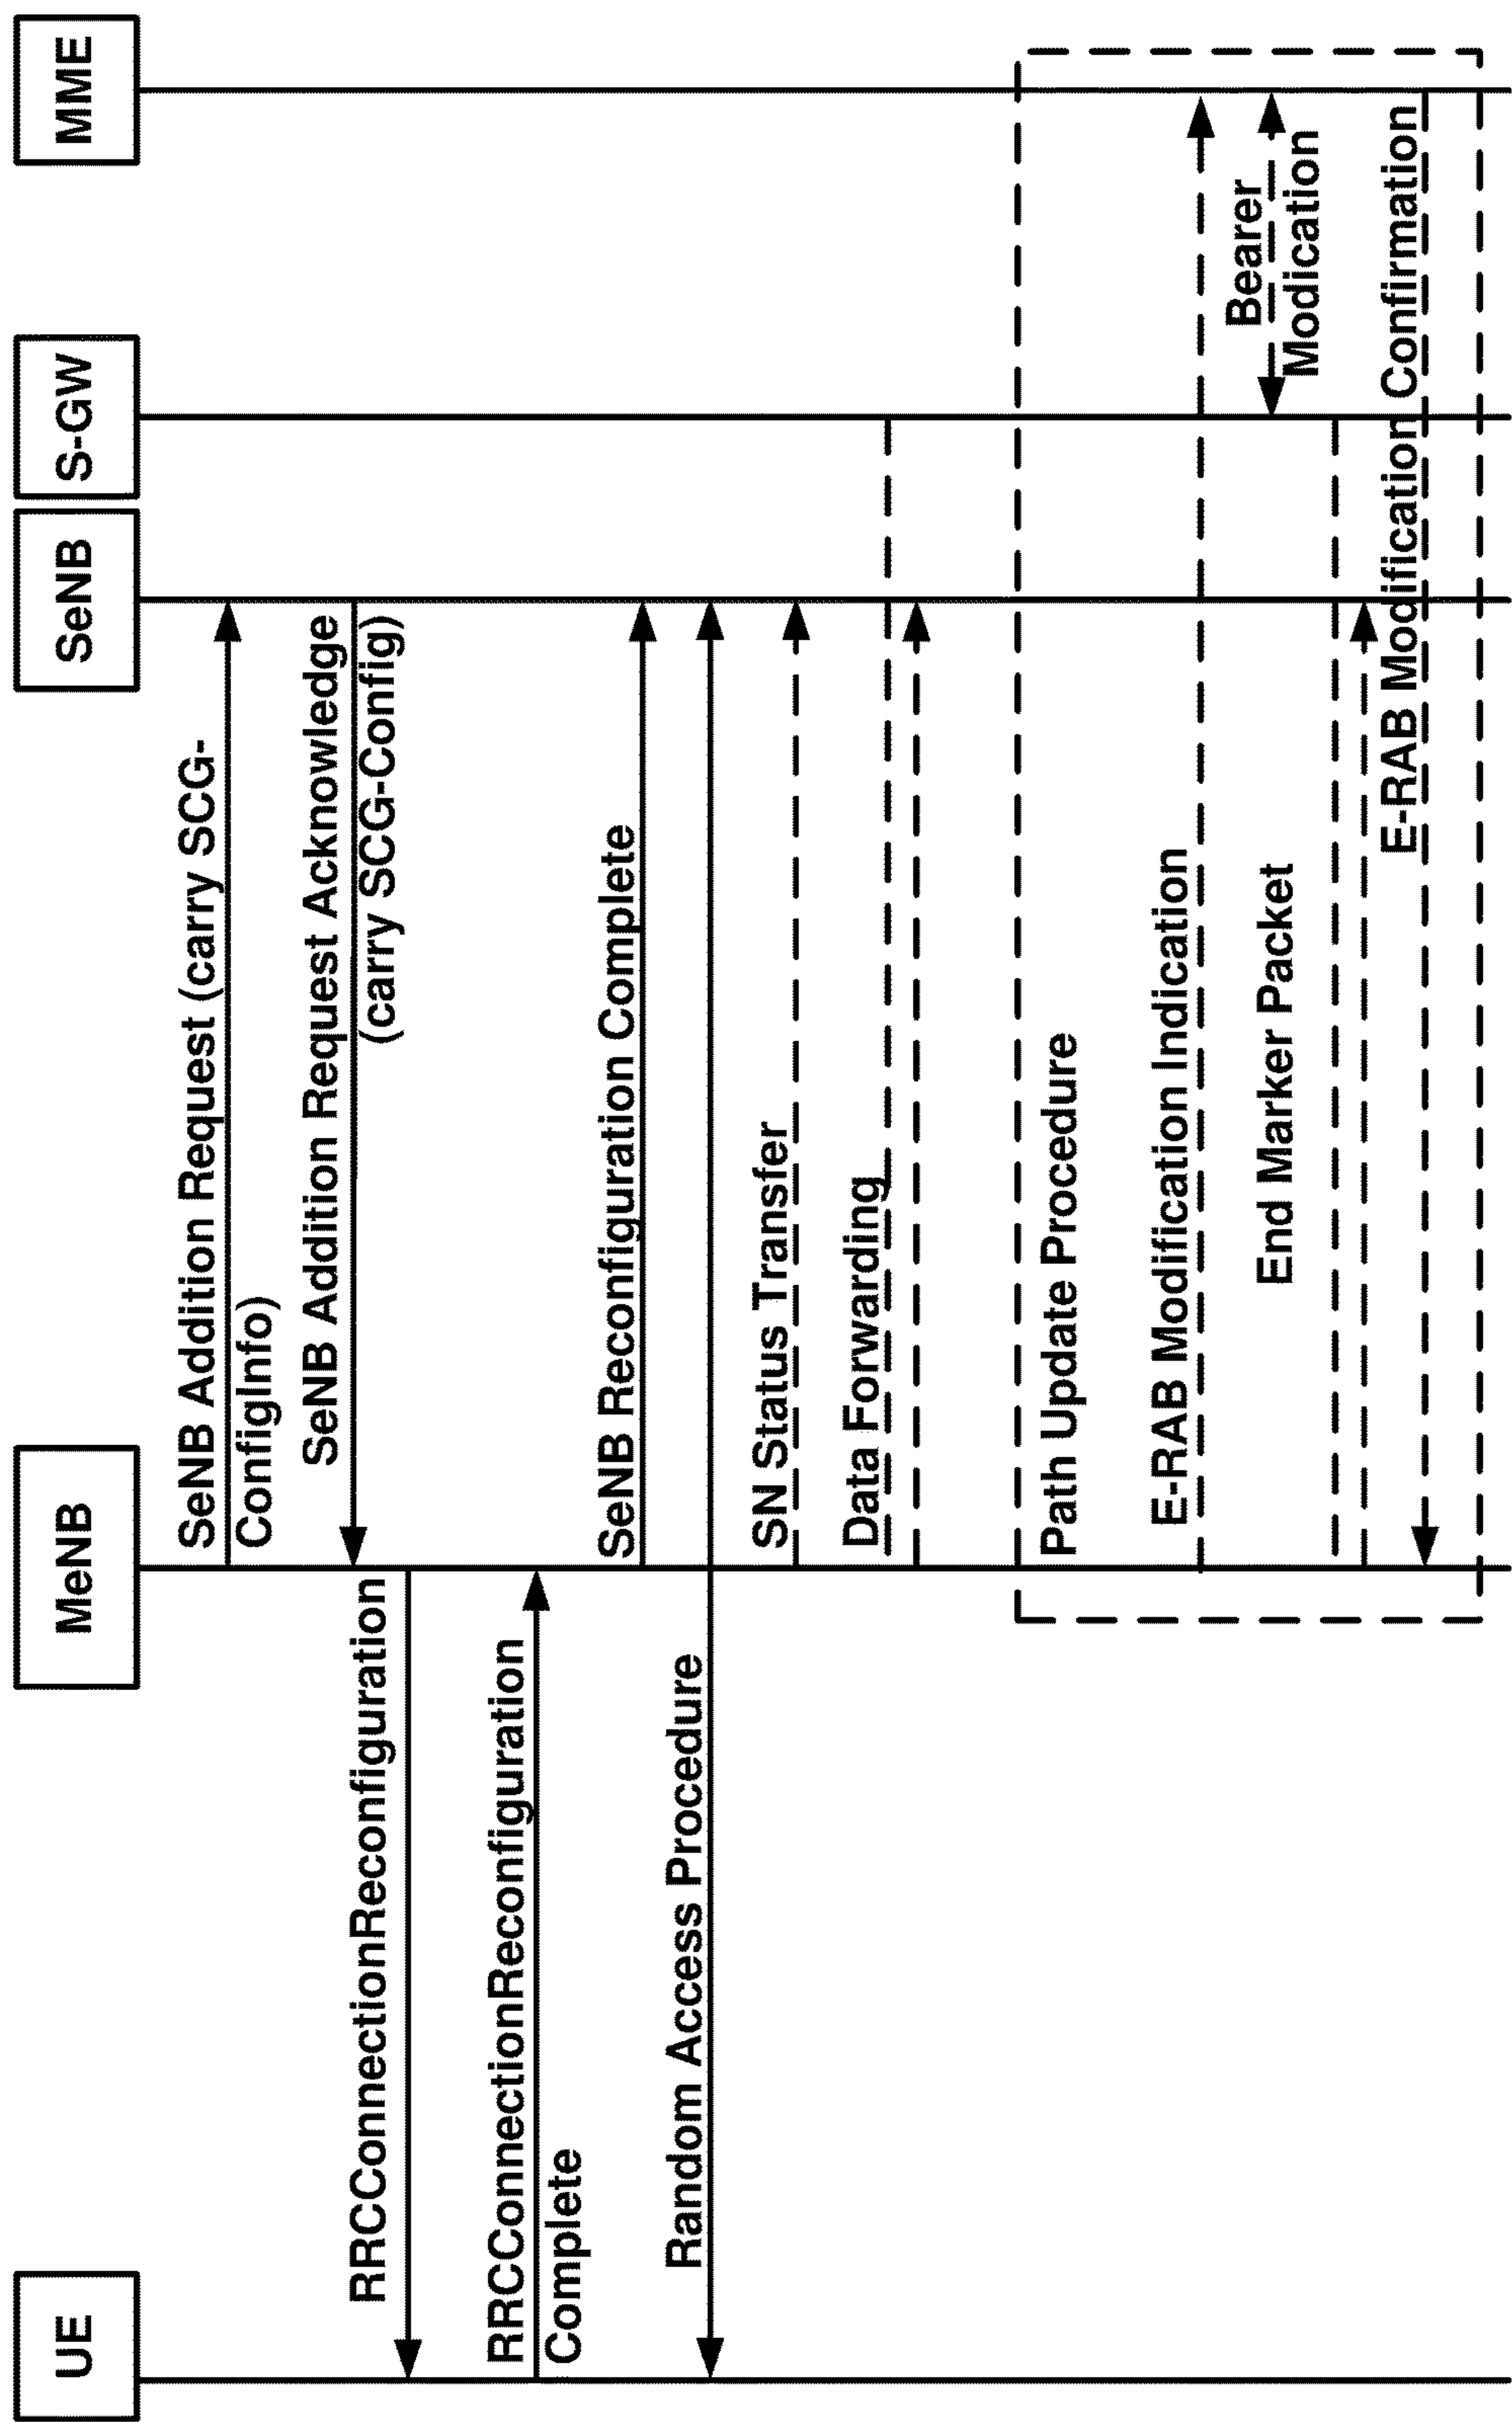 UE
MeNB
SeNB
S-GW
MME
SeNB Addition Request (carry SCG-
ConfigInfo)
SeNB Addition Request Acknowledge
(carry SCG-Config)
RRCConnectionReconfiguration
RRCConnectionReconfiguration
Complete
SeNB Reconfiguration Complete
Random Access Procedure
SN Status Transfer
Data Forwarding
Path Update Procedure
E-RAB Modification Indication
Bearer
Modication
End Marker Packet
E-RAB Modification Confirmation